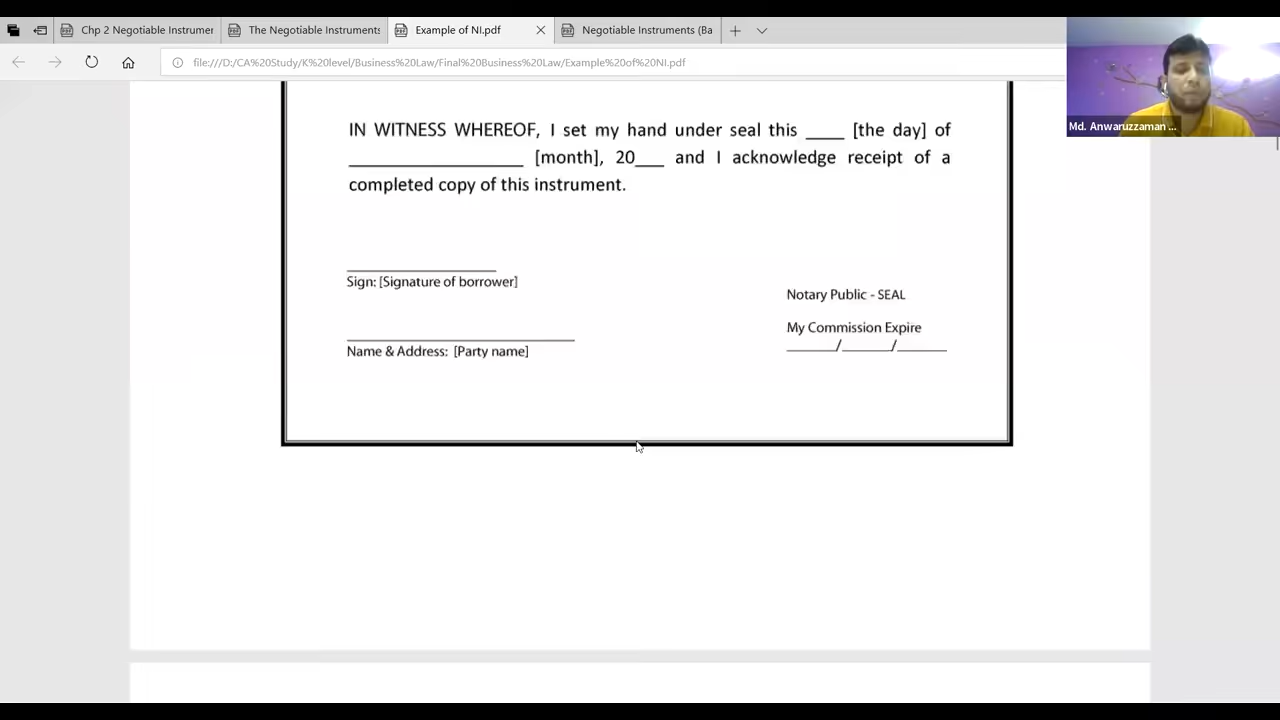 Chp 2 Negotiable Instrumer
The Negotiable Instruments
Example of NI.pdf
Negotiable Instruments (Ba
file:///D:/CA%20Study/K%20level/Business%20Law/Final%20Business%20Law/Example%20of%20NI.pdf
Md. Anwaruzzaman ...
IN WITNESS WHEREOF, I set my hand under seal this ____ [the day] of
__________________ [month], 20___ and I acknowledge receipt of a
completed copy of this instrument.
Sign: [Signature of borrower]
Notary Public - SEAL
My Commission Expire
______/______/______
Name & Address: [Party name]